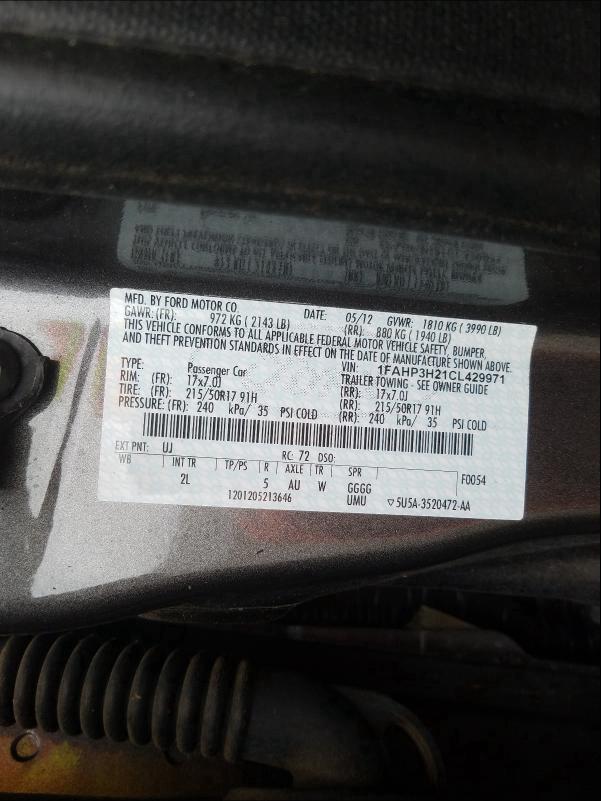 MFD. BY FORD MOTOR CO.
DATE: 05/12 GVWR: 1810 KG (3990 LB)
GAWR: (FR): 972 KG (2143 LB) (RR): 880 KG (1940 LB)
THIS VEHICLE CONFORMS TO ALL APPLICABLE FEDERAL MOTOR VEHICLE SAFETY, BUMPER,
AND THEFT PREVENTION STANDARDS IN EFFECT ON THE DATE OF MANUFACTURE SHOWN ABOVE.
VIN: 1FAHP3H21CL429971
TYPE: Passenger Car TRAILER TOWING - SEE OWNER GUIDE
RIM: (FR): 17x7.0J (RR): 17x7.0J
TIRE: (FR): 215/50R17 91H (RR): 215/50R17 91H
PRESSURE: (FR): 240 kPa/ 35 PSI COLD (RR): 240 kPa/ 35 PSI COLD
EXT PNT: UJ RC: 72 DSO:
WB INT TR TP/PS R AXLE TR SPR F0054
2L 5 AU W GGGG
1201205213646 UMU ▽5U5A-3520472-AA